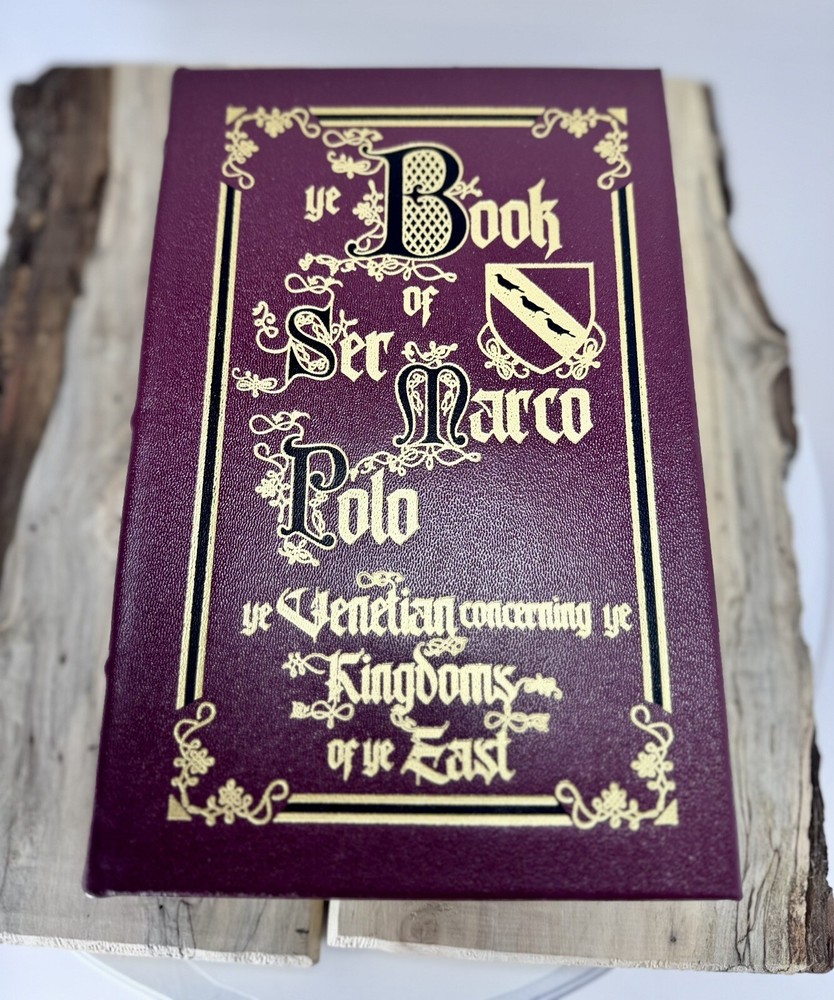 ye Book
of
Ser
Marco
Polo
ye Venetian concerning ye
Kingdoms
of ye East